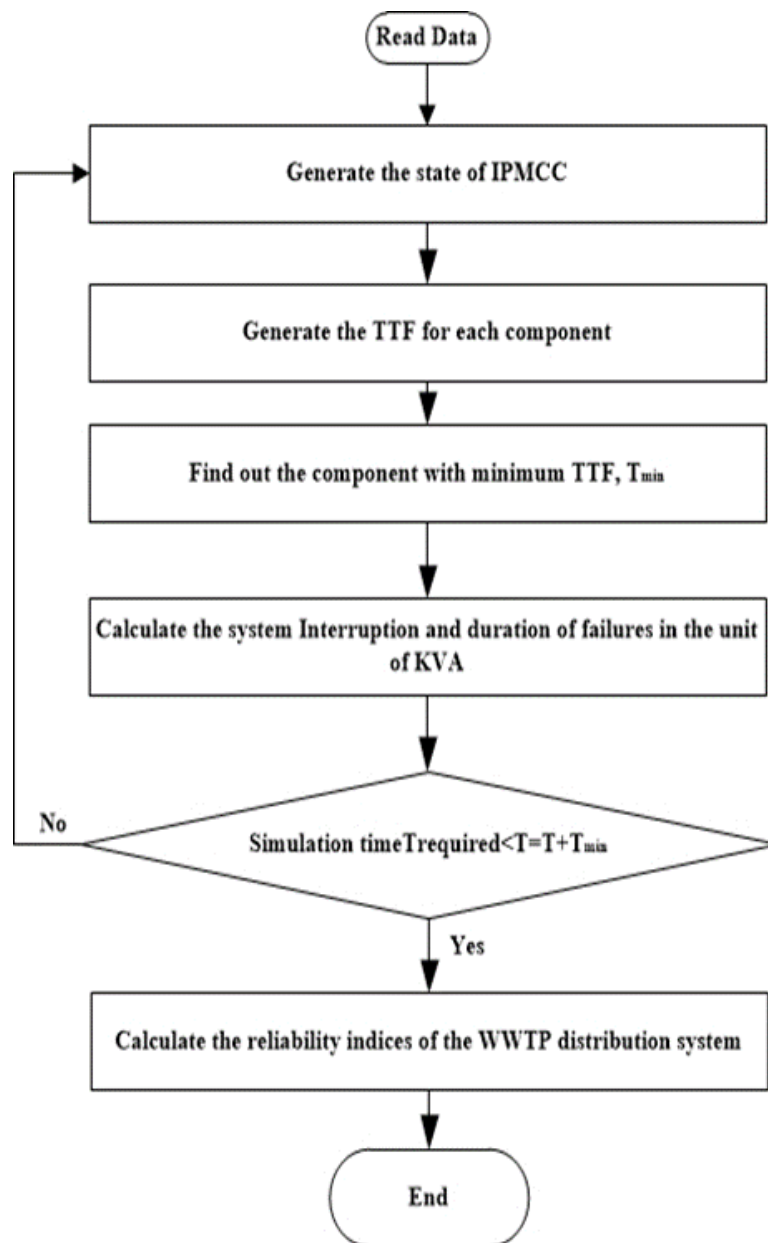 Read Data
Generate the state of IPMCC
Generate the TTF for each component
Find out the component with minimum TTF, Tmin
Calculate the system Interruption and duration of failures in the unit
of KVA
No
Simulation timeTrequired<T=T+Tmin
Yes
Calculate the reliability indices of the WWTP distribution system
End